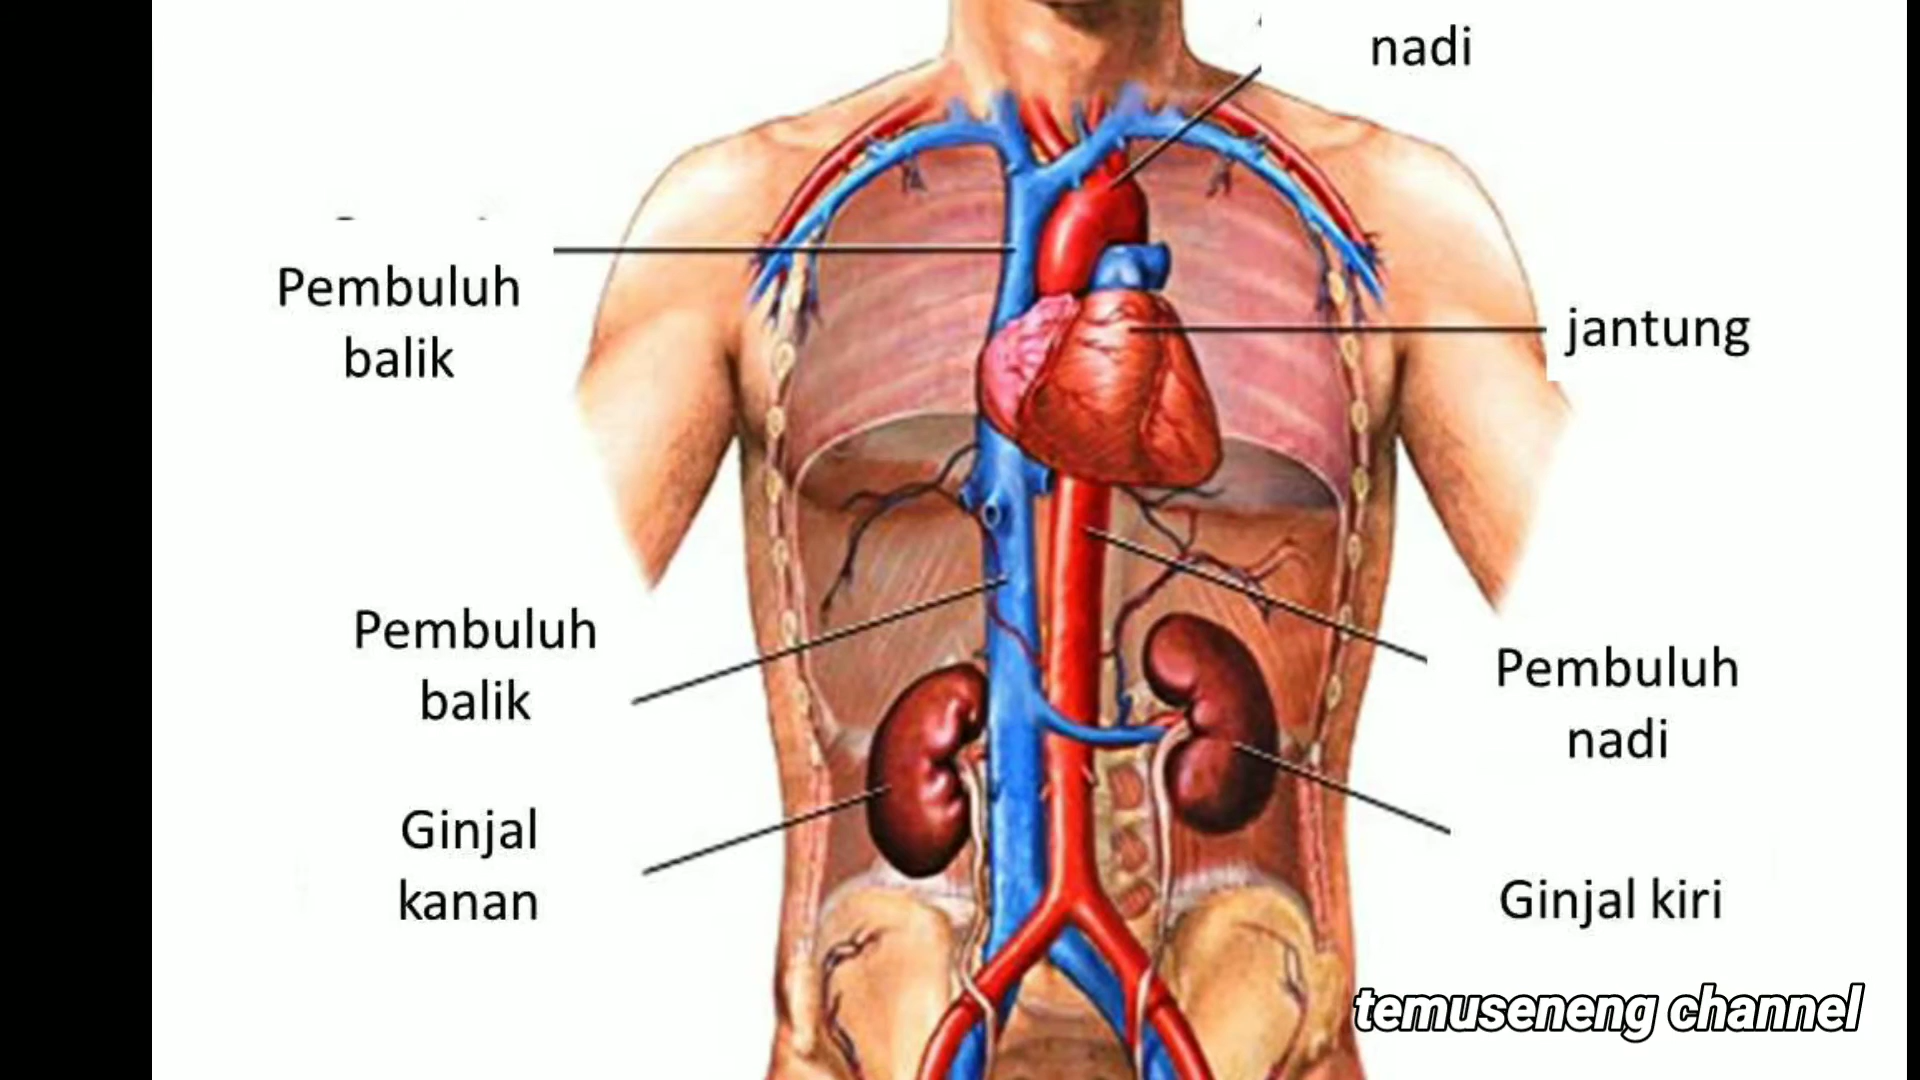 nadi
Pembuluh
balik
jantung
Pembuluh
balik
Pembuluh
nadi
Ginjal
kanan
Ginjal kiri
temuseneng channel